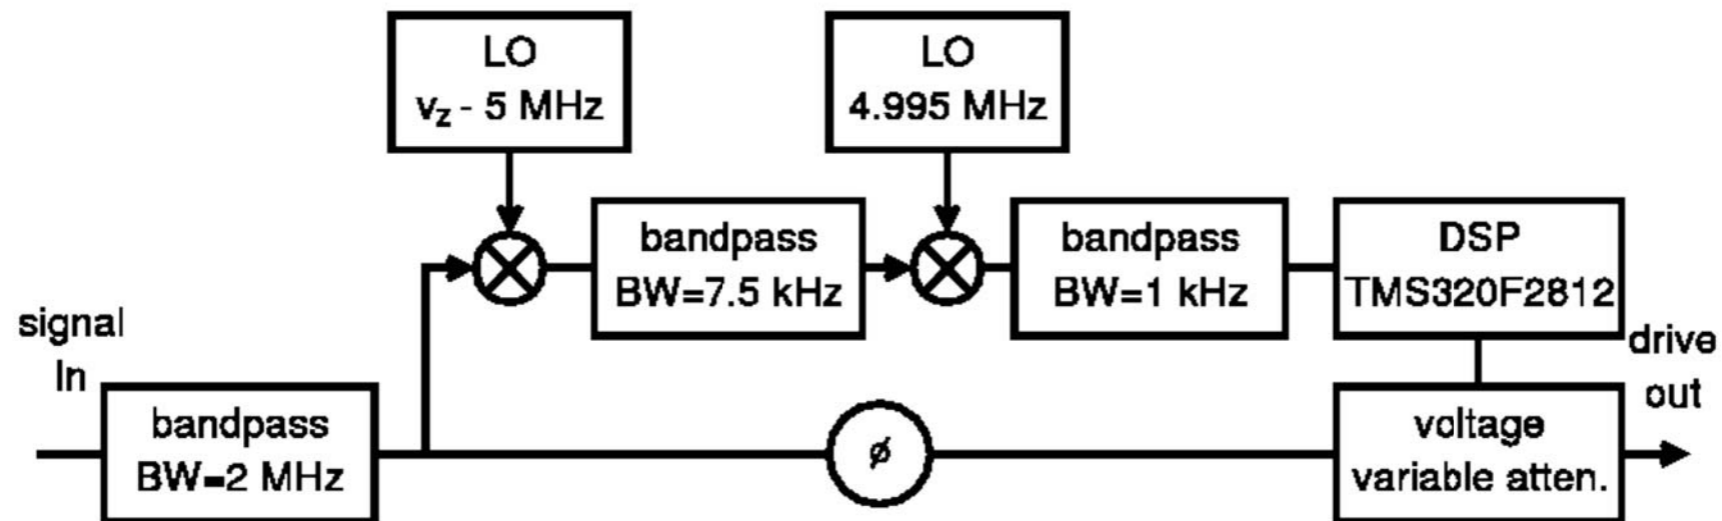 LO
vz - 5 MHz
LO
4.995 MHz
bandpass
BW=7.5 kHz
bandpass
BW=1 kHz
DSP
TMS320F2812
signal
In
bandpass
BW=2 MHz
ø
voltage
variable atten.
drive
out